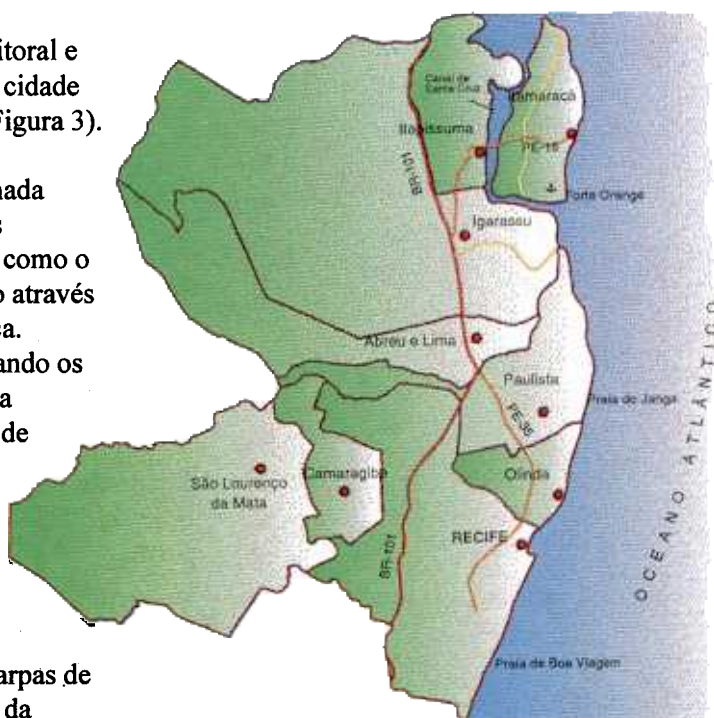 itoral e
cidade
Figura 3).
nada
s
como o
o através
ca.
ando os
a
de
arpas de
da
Canal de
Santa Cruz
Itamaracá
Itapissuma
PE-15
BR-101
Forte Orange
Igarassu
Abreu e Lima
Paulista
PE-35
Praia do Janga
São Lourenço
da Mata
Camaragibe
Olinda
RECIFE
BR-101
Praia de Boa Viagem
OCEANO ATLÂNTICO